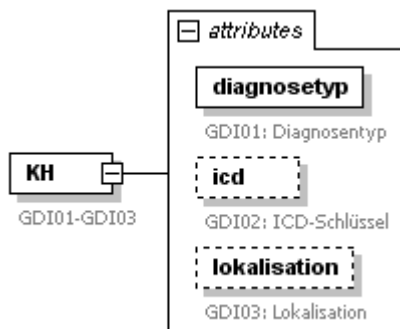 attributes
diagnosetyp
GDI01: Diagnosentyp
KH
GDI01-GDI03
icd
GDI02: ICD-Schlüssel
lokalisation
GDI03: Lokalisation